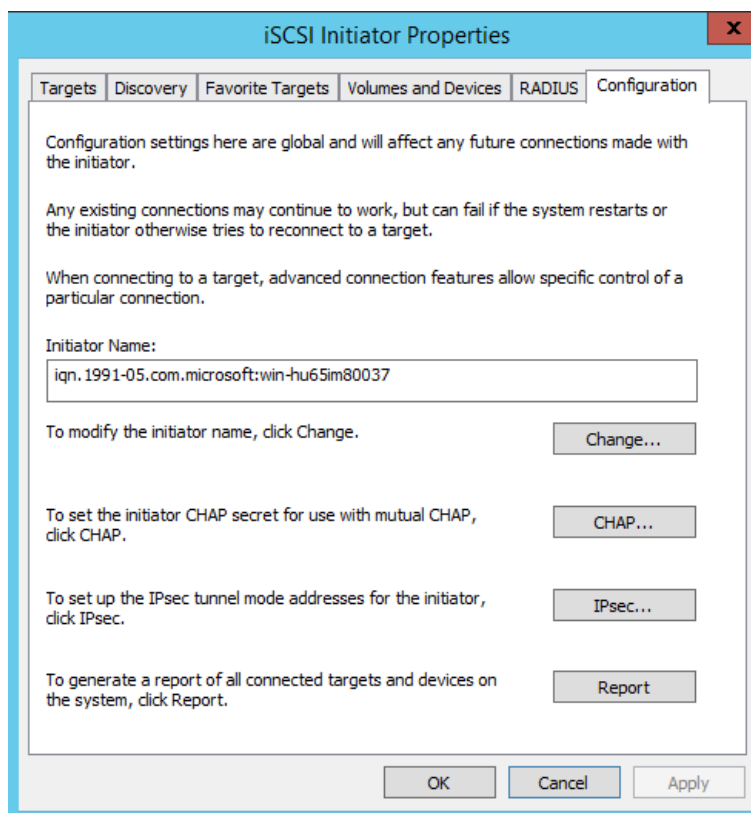 iSCSI Initiator Properties
x
Targets Discovery Favorite Targets Volumes and Devices RADIUS Configuration
Configuration settings here are global and will affect any future connections made with
the initiator.
Any existing connections may continue to work, but can fail if the system restarts or
the initiator otherwise tries to reconnect to a target.
When connecting to a target, advanced connection features allow specific control of a
particular connection.
Initiator Name:
iqn.1991-05.com.microsoft:win-hu65im80037
To modify the initiator name, click Change.
Change...
To set the initiator CHAP secret for use with mutual CHAP,
click CHAP.
CHAP...
To set up the IPsec tunnel mode addresses for the initiator,
click IPsec.
IPsec...
To generate a report of all connected targets and devices on
the system, click Report.
Report
OK Cancel Apply